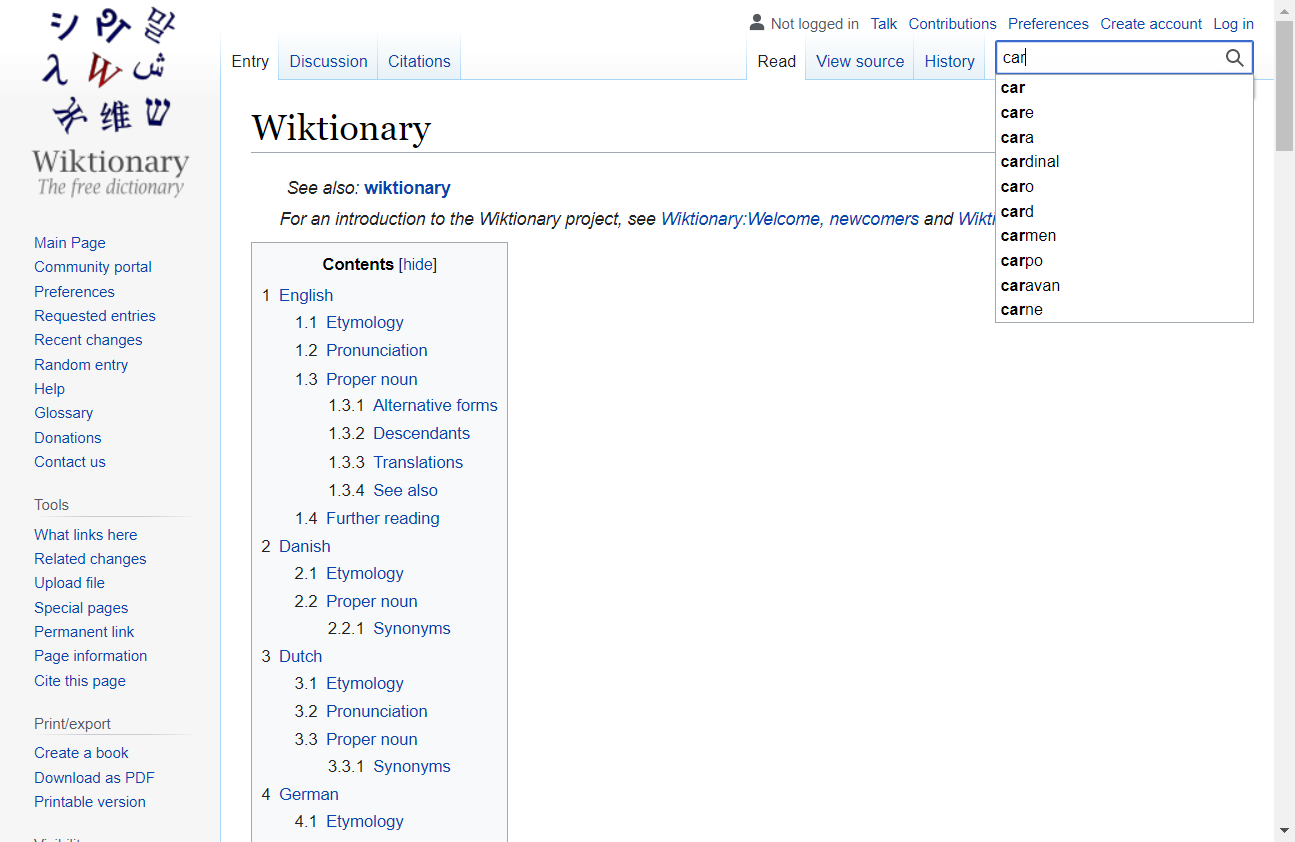 シ Wiktionary
The free dictionary
Not logged in Talk Contributions Preferences Create account Log in
Entry Discussion Citations Read View source History car
car
care
cara
cardinal
caro
card
carmen
carpo
caravan
carne
Wiktionary
See also: wiktionary
For an introduction to the Wiktionary project, see Wiktionary:Welcome, newcomers and
Contents [hide]
1 English
1.1 Etymology
1.2 Pronunciation
1.3 Proper noun
1.3.1 Alternative forms
1.3.2 Descendants
1.3.3 Translations
1.3.4 See also
1.4 Further reading
2 Danish
2.1 Etymology
2.2 Proper noun
2.2.1 Synonyms
3 Dutch
3.1 Etymology
3.2 Pronunciation
3.3 Proper noun
3.3.1 Synonyms
4 German
4.1 Etymology
Main Page
Community portal
Preferences
Requested entries
Recent changes
Random entry
Help
Glossary
Donations
Contact us
Tools
What links here
Related changes
Upload file
Special pages
Permanent link
Page information
Cite this page
Print/export
Create a book
Download as PDF
Printable version